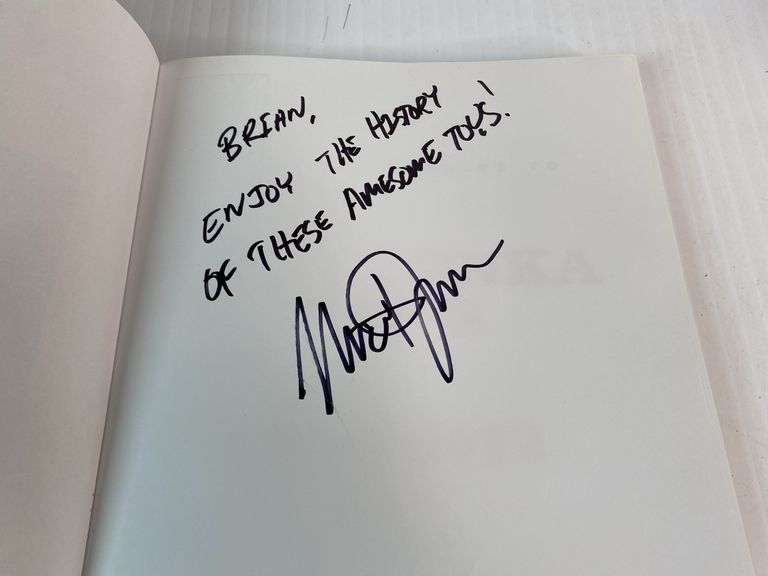 BRIAN,
ENJOY THE HISTORY
OF THESE AWESOME TOYS!